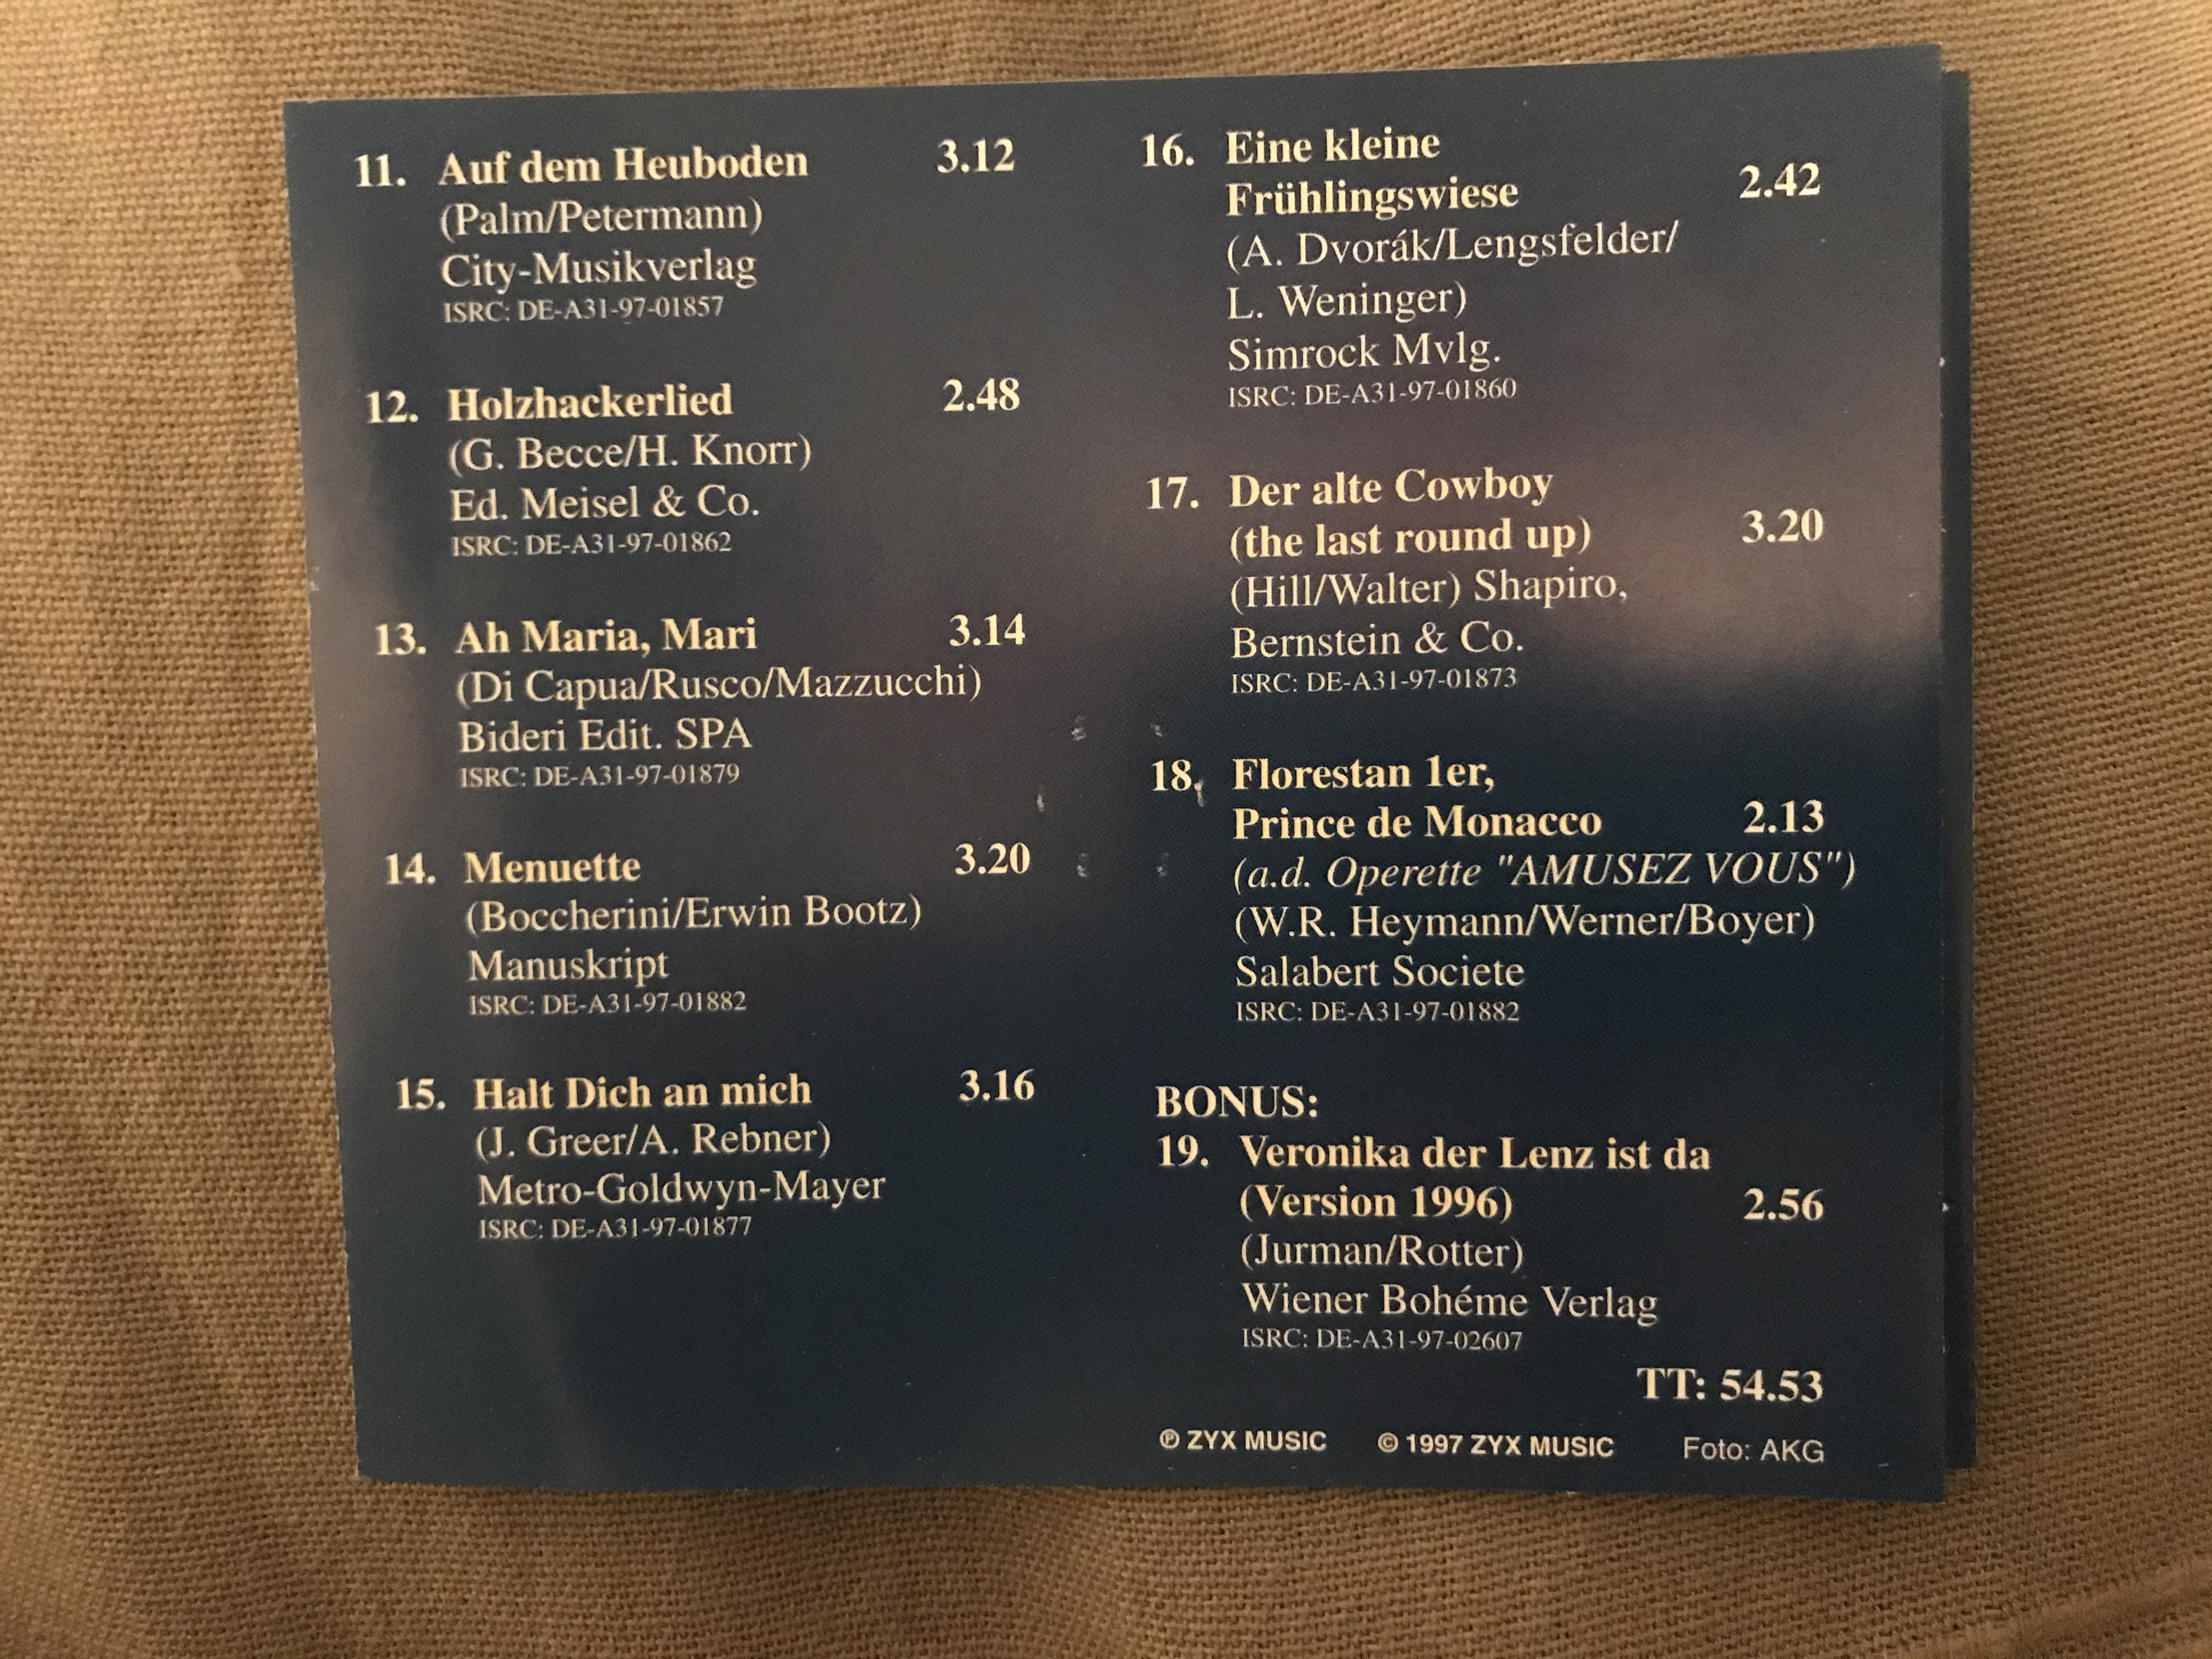 11. Auf dem Heuboden 3.12
(Palm/Petermann)
City-Musikverlag
ISRC: DE-A31-97-01857
12. Holzhackerlied 2.48
(G. Becce/H. Knorr)
Ed. Meisel & Co.
ISRC: DE-A31-97-01862
13. Ah Maria, Mari 3.14
(Di Capua/Rusco/Mazzucchi)
Bideri Edit. SPA
ISRC: DE-A31-97-01879
14. Menuette 3.20
(Boccherini/Erwin Bootz)
Manuskript
ISRC: DE-A31-97-01882
15. Halt Dich an mich 3.16
(J. Greer/A. Rebner)
Metro-Goldwyn-Mayer
ISRC: DE-A31-97-01877
16. Eine kleine
Frühlingswiese 2.42
(A. Dvorák/Lengsfelder/
L. Weninger)
Simrock Mvlg.
ISRC: DE-A31-97-01860
17. Der alte Cowboy
(the last round up) 3.20
(Hill/Walter) Shapiro,
Bernstein & Co.
ISRC: DE-A31-97-01873
18. Florestan 1er,
Prince de Monacco 2.13
(a.d. Operette "AMUSEZ VOUS")
(W.R. Heymann/Werner/Boyer)
Salabert Societe
ISRC: DE-A31-97-01882
BONUS:
19. Veronika der Lenz ist da
(Version 1996) 2.56
(Jurman/Rotter)
Wiener Bohéme Verlag
ISRC: DE-A31-97-02607
TT: 54.53
℗ ZYX MUSIC © 1997 ZYX MUSIC Foto: AKG